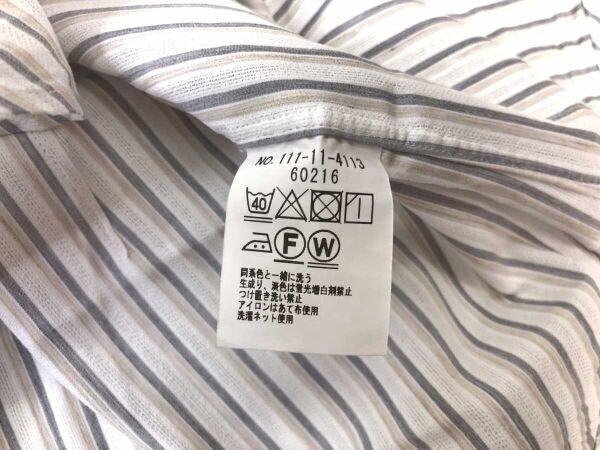 NO. 111-11-4113
60216
40
F W
同系色と一緒に洗う
生成り、淡色は蛍光増白剤禁止
つけ置き洗い禁止
アイロンはあて布使用
洗濯ネット使用